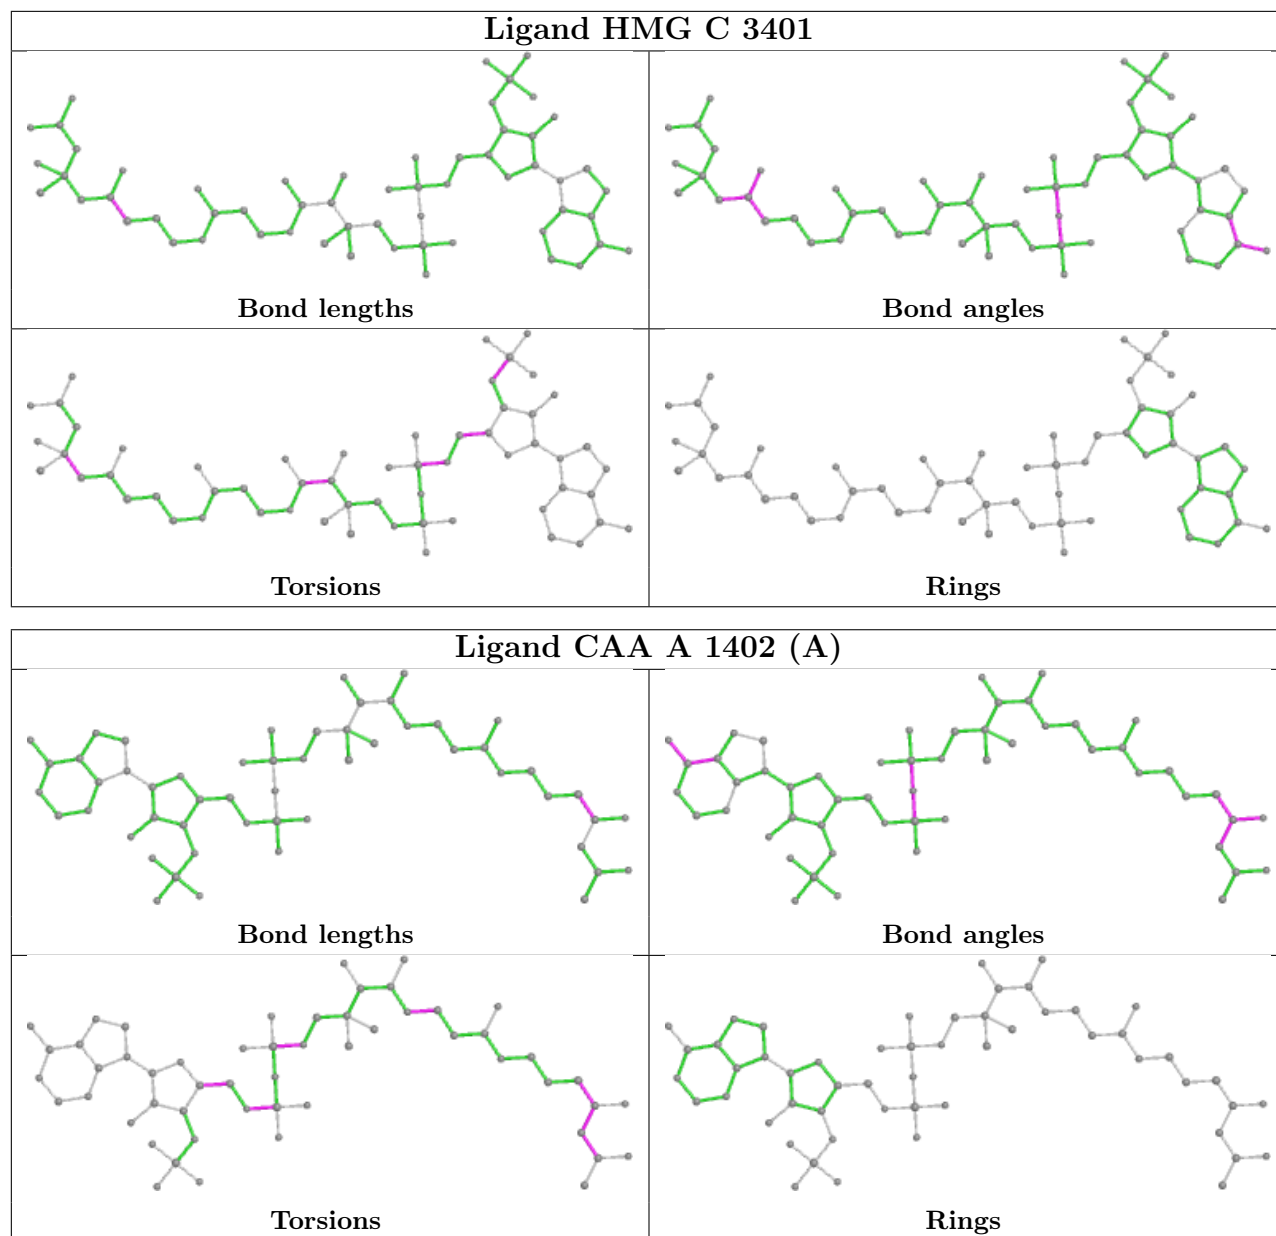 Ligand HMG C 3401
Bond lengths
Bond angles
Torsions
Rings
Ligand CAA A 1402 (A)
Bond lengths
Bond angles
Torsions
Rings